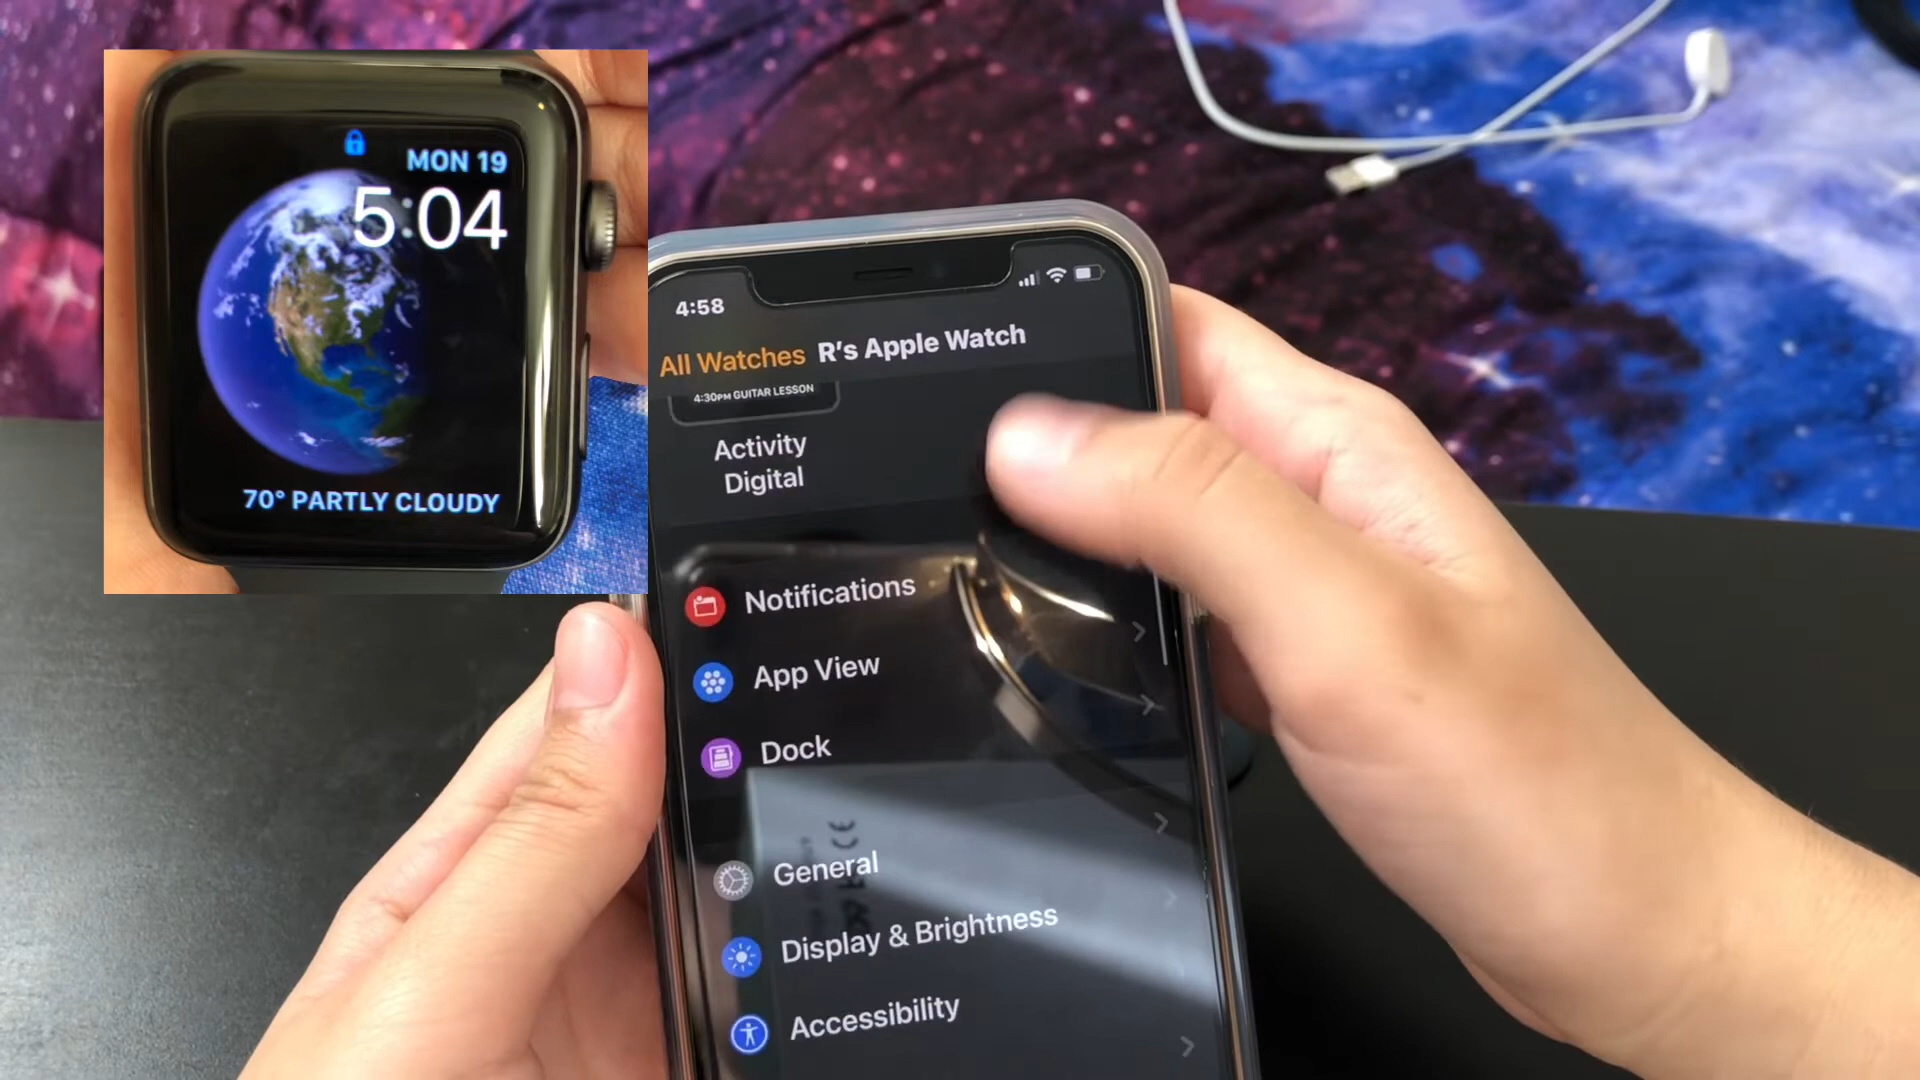 MON 19
5:04
70° PARTLY CLOUDY
4:58
All Watches R's Apple Watch
4:30PM GUITAR LESSON
Activity
Digital
Notifications
App View
Dock
General
Display & Brightness
Accessibility